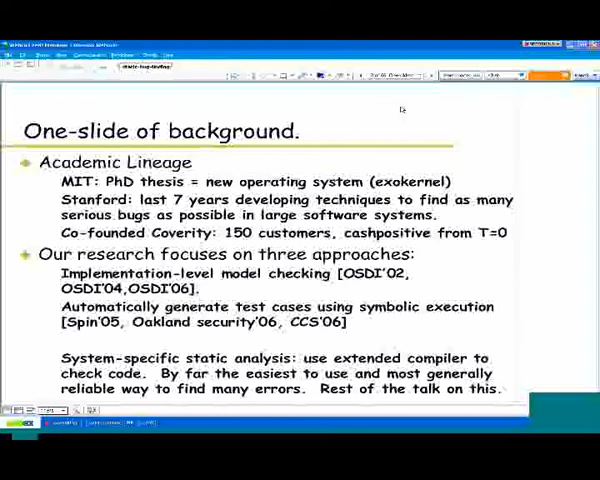 One-slide of background.
Academic Lineage
MIT: PhD thesis = new operating system (exokernel)
Stanford: last 7 years developing techniques to find as many
serious bugs as possible in large software systems.
Co-founded Coverity: 150 customers, cashpositive from T=0
Our research focuses on three approaches:
Implementation-level model checking [OSDI'02,
OSDI'04,OSDI'06].
Automatically generate test cases using symbolic execution
[Spin'05, Oakland security'06, CCS'06]
System-specific static analysis: use extended compiler to
check code. By far the easiest to use and most generally
reliable way to find many errors. Rest of the talk on this.